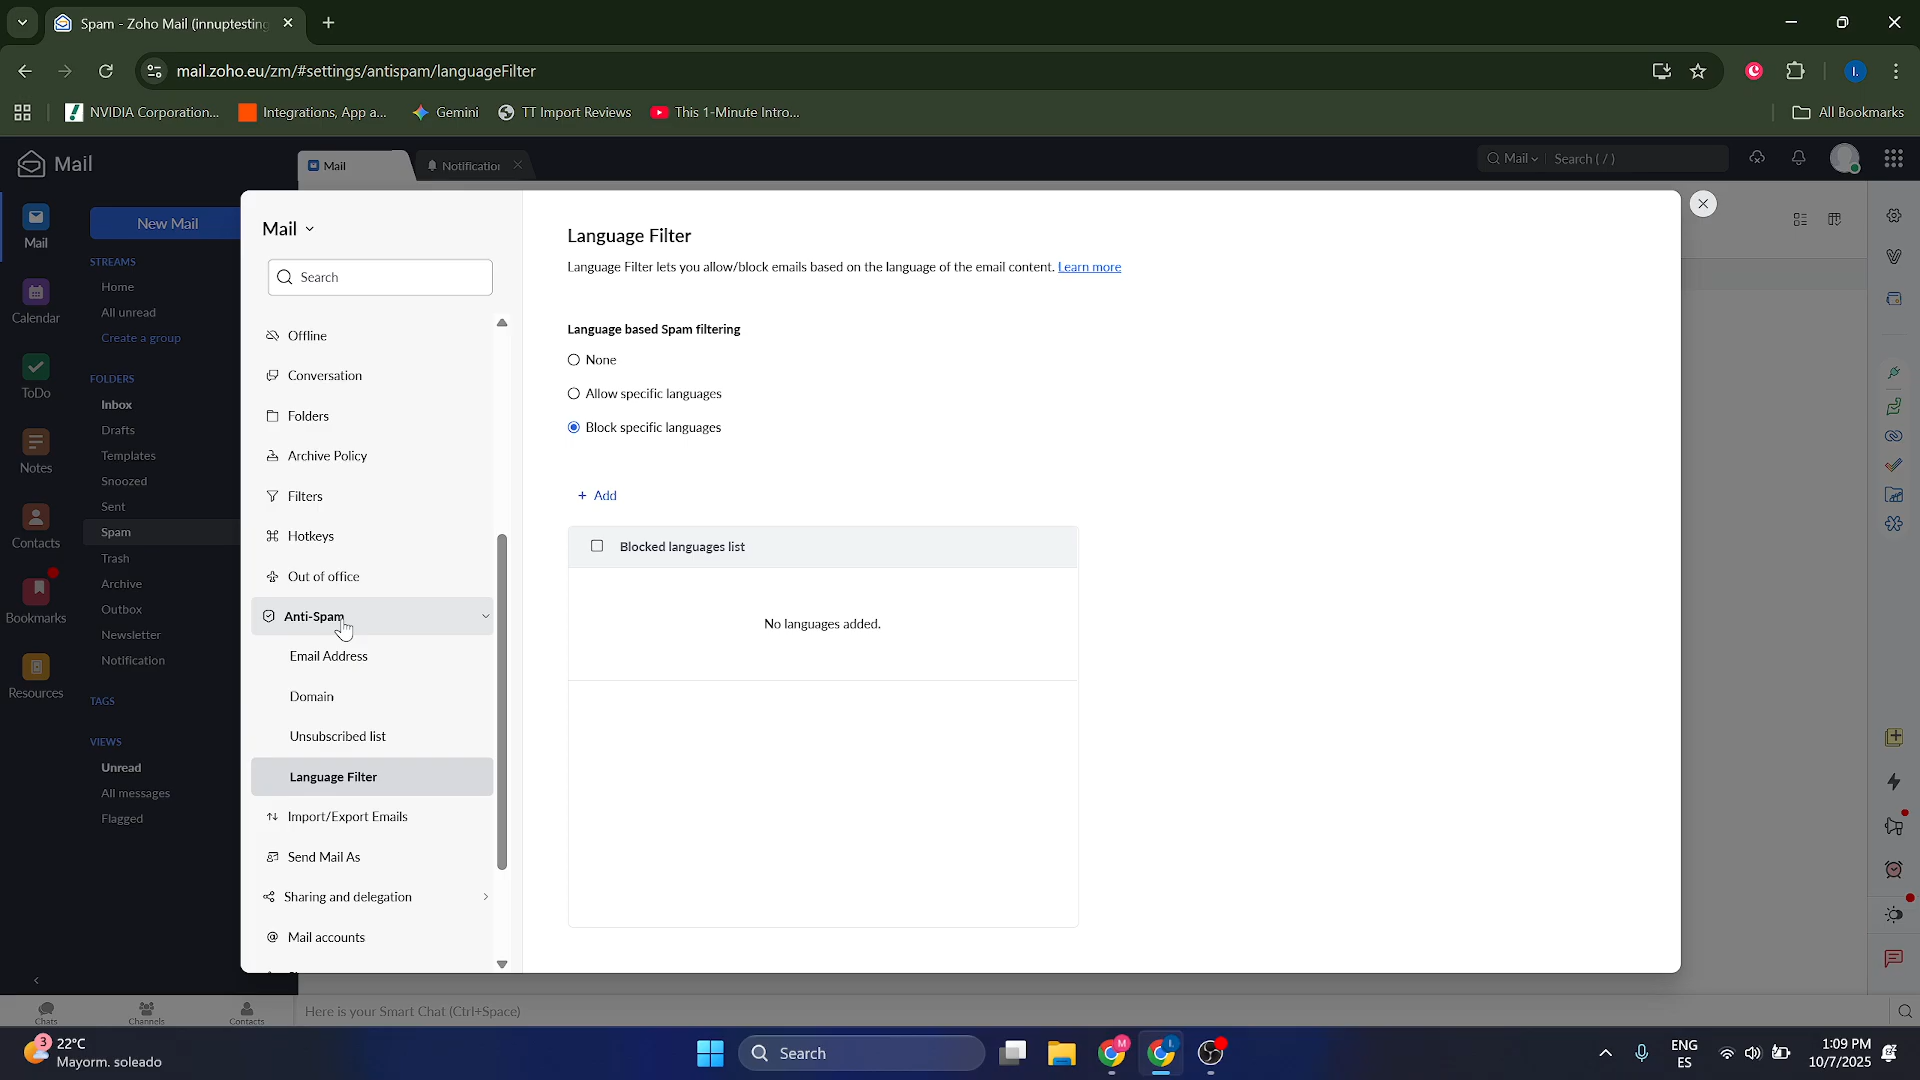 Spam - Zoho Mail (innuptesting
mail.zoho.eu/zm/#settings/antispam/languageFilter
NVIDIA Corporation...
Integrations, App a...
Gemini
TT Import Reviews
This 1-Minute Intro...
All Bookmarks
Mail
Mail
Notification
Mail
Search ( / )
New Mail
Mail
Calendar
ToDo
Notes
Contacts
Bookmarks
Resources
STREAMS
Home
All unread
Create a group
FOLDERS
Inbox
Drafts
Templates
Snoozed
Sent
Spam
Trash
Archive
Outbox
Newsletter
Notification
TAGS
VIEWS
Unread
All messages
Flagged
Mail
Search
Offline
Conversation
Folders
Archive Policy
Filters
Hotkeys
Out of office
Anti-Spam
Email Address
Domain
Unsubscribed list
Language Filter
Import/Export Emails
Send Mail As
Sharing and delegation
Mail accounts
Language Filter
Language Filter lets you allow/block emails based on the language of the email content. Learn more
Language based Spam filtering
None
Allow specific languages
Block specific languages
+ Add
Blocked languages list
No languages added.
Chats
Channels
Contacts
Here is your Smart Chat (Ctrl+Space)
3
22°C
Mayorm. soleado
Search
M
I.
ENG
ES
1:09 PM
10/7/2025